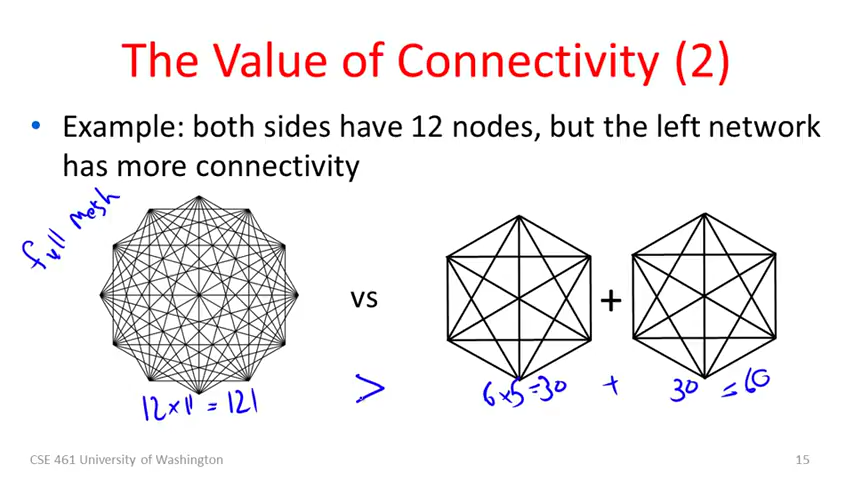 The Value of Connectivity (2)
• Example: both sides have 12 nodes, but the left network
has more connectivity
full mesh
vs
+
12 × 11 = 121
>
6 × 5 = 30 + 30 = 60
CSE 461 University of Washington
15